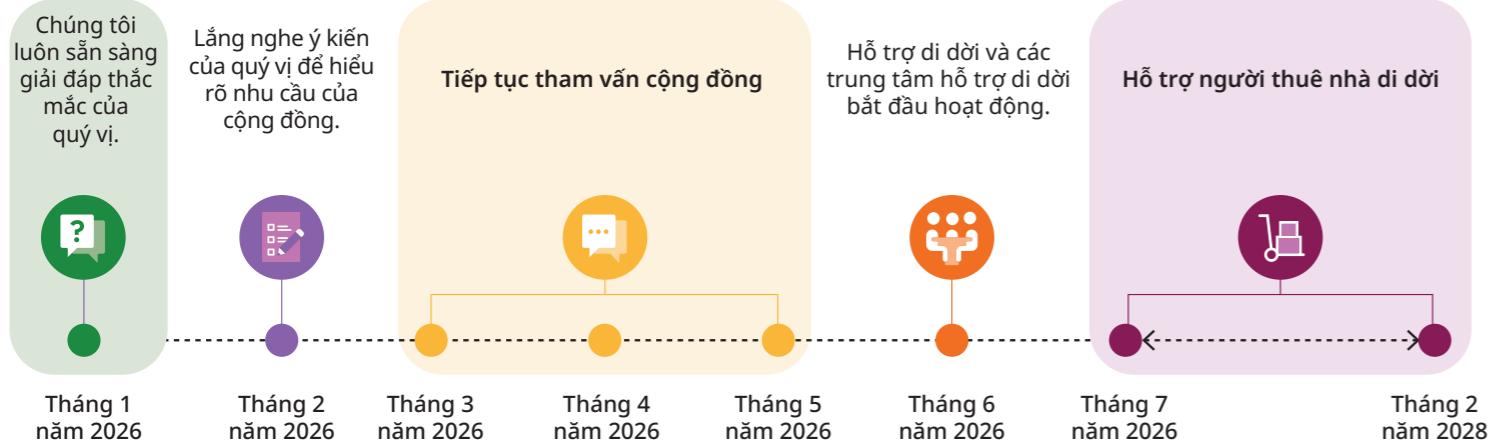 Chúng tôi
luôn sẵn sàng
giải đáp thắc
mắc của
quý vị.
Lắng nghe ý kiến
của quý vị để hiểu
rõ nhu cầu của
cộng đồng.
Tiếp tục tham vấn cộng đồng
Hỗ trợ di dời và các
trung tâm hỗ trợ di dời
bắt đầu hoạt động.
Hỗ trợ người thuê nhà di dời
?
Tháng 1
năm 2026
Tháng 2
năm 2026
Tháng 3
năm 2026
Tháng 4
năm 2026
Tháng 5
năm 2026
Tháng 6
năm 2026
Tháng 7
năm 2026
Tháng 2
năm 2028